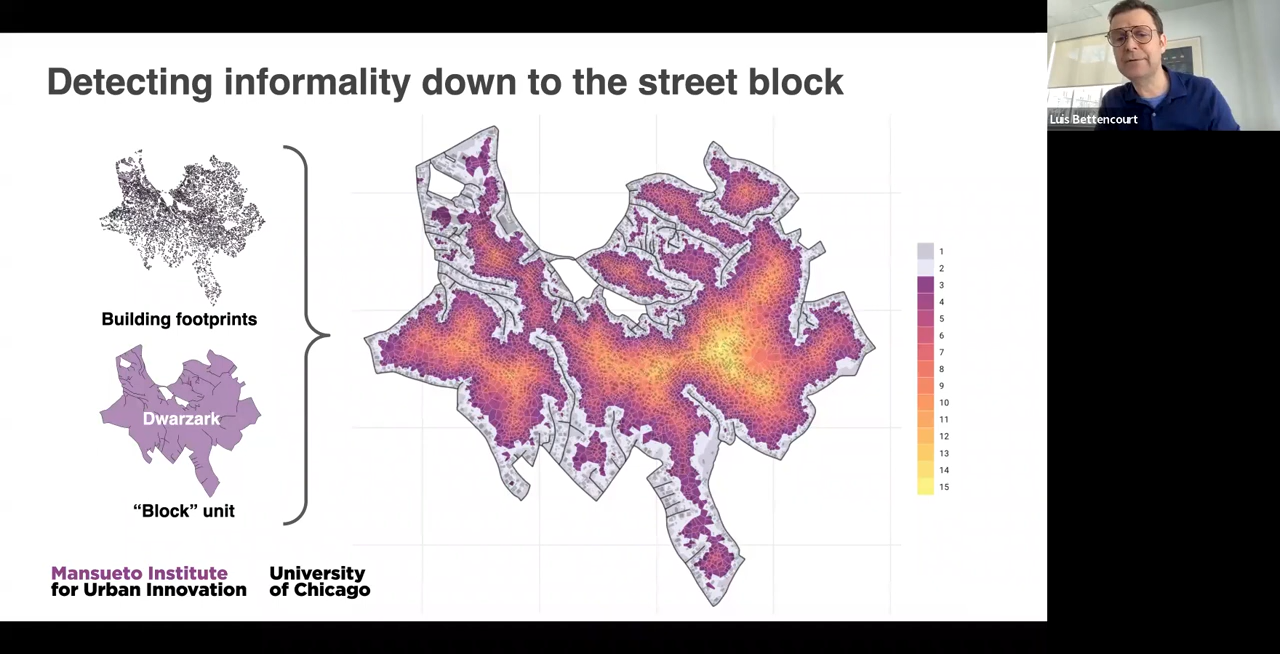 Detecting informality down to the street block
Luis Bettencourt
Building footprints
Dwarzark
“Block” unit
1
2
3
4
5
6
7
8
9
10
11
12
13
14
15
Mansueto Institute
for Urban Innovation
University
of Chicago